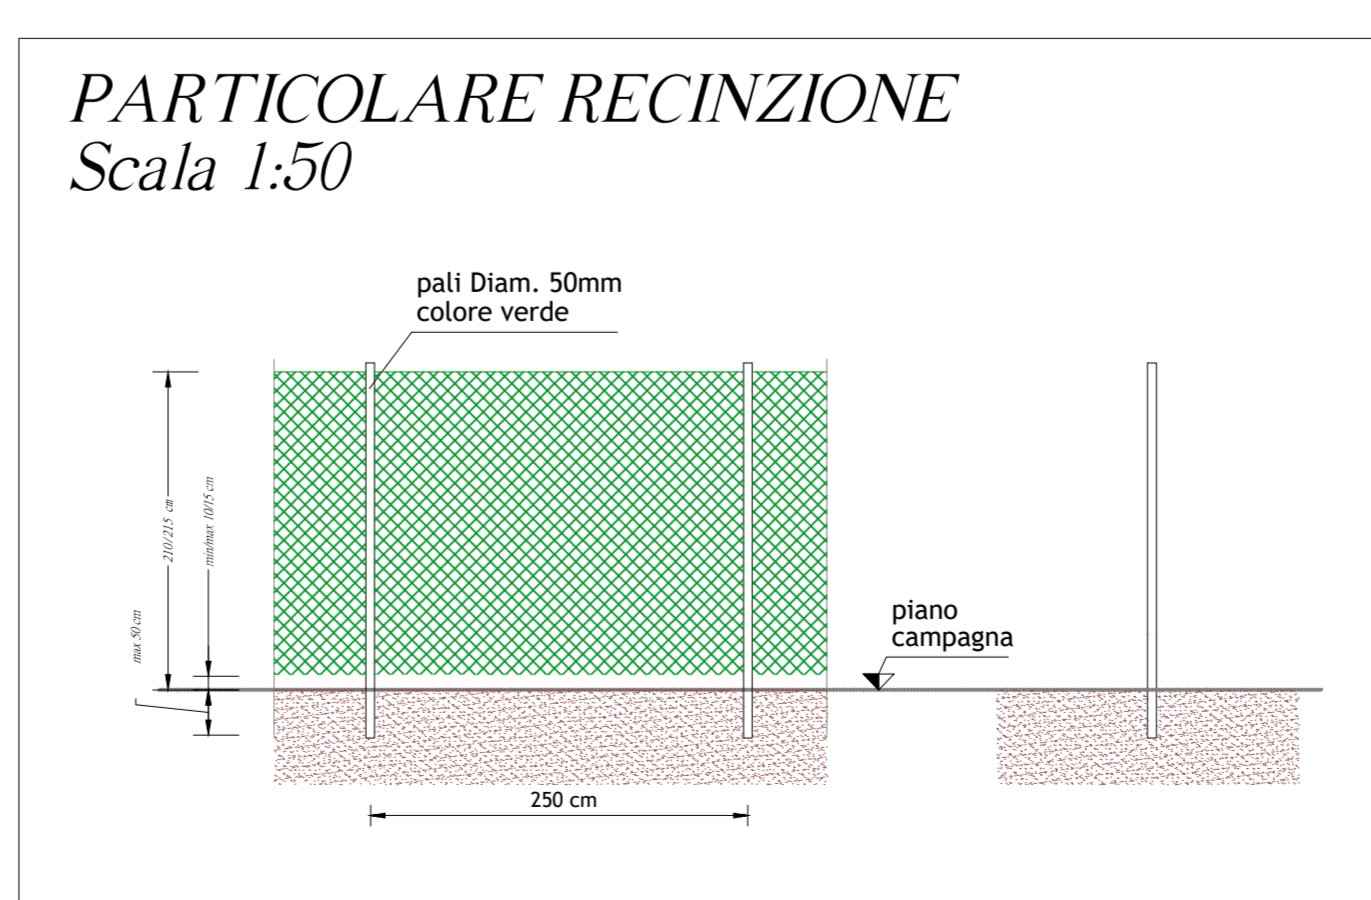 PARTICOLARE RECINZIONE
Scala 1:50
pali Diam. 50mm
colore verde
210/215 cm
min/max 10/15 cm
max 50 cm
piano
campagna
250 cm